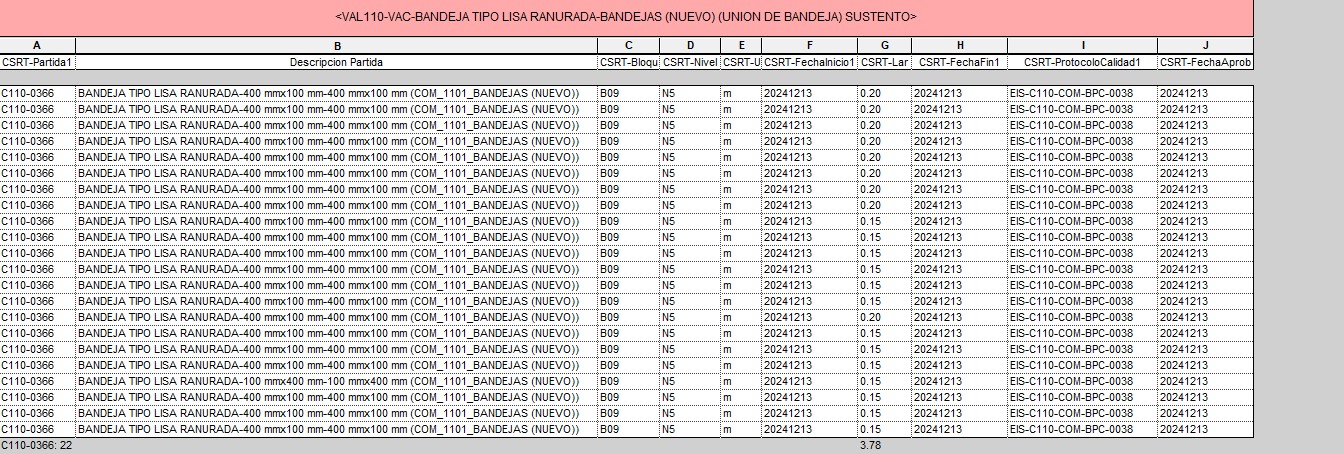 <VAL110-VAC-BANDEJA TIPO LISA RANURADA-BANDEJAS (NUEVO) (UNION DE BANDEJA) SUSTENTO>
A B C D E F G H I J
CSRT-Partida1 Descripcion Partida CSRT-Bloqu CSRT-Nivel CSRT-U CSRT-FechaInicio1 CSRT-Lar CSRT-FechaFin1 CSRT-ProtocoloCalidad1 CSRT-FechaAprob
C110-0366 BANDEJA TIPO LISA RANURADA-400 mmx100 mm-400 mmx100 mm (COM_1101_BANDEJAS (NUEVO)) B09 N5 m 20241213 0.20 20241213 EIS-C110-COM-BPC-0038 20241213
C110-0366 BANDEJA TIPO LISA RANURADA-400 mmx100 mm-400 mmx100 mm (COM_1101_BANDEJAS (NUEVO)) B09 N5 m 20241213 0.20 20241213 EIS-C110-COM-BPC-0038 20241213
C110-0366 BANDEJA TIPO LISA RANURADA-400 mmx100 mm-400 mmx100 mm (COM_1101_BANDEJAS (NUEVO)) B09 N5 m 20241213 0.20 20241213 EIS-C110-COM-BPC-0038 20241213
C110-0366 BANDEJA TIPO LISA RANURADA-400 mmx100 mm-400 mmx100 mm (COM_1101_BANDEJAS (NUEVO)) B09 N5 m 20241213 0.20 20241213 EIS-C110-COM-BPC-0038 20241213
C110-0366 BANDEJA TIPO LISA RANURADA-400 mmx100 mm-400 mmx100 mm (COM_1101_BANDEJAS (NUEVO)) B09 N5 m 20241213 0.20 20241213 EIS-C110-COM-BPC-0038 20241213
C110-0366 BANDEJA TIPO LISA RANURADA-400 mmx100 mm-400 mmx100 mm (COM_1101_BANDEJAS (NUEVO)) B09 N5 m 20241213 0.20 20241213 EIS-C110-COM-BPC-0038 20241213
C110-0366 BANDEJA TIPO LISA RANURADA-400 mmx100 mm-400 mmx100 mm (COM_1101_BANDEJAS (NUEVO)) B09 N5 m 20241213 0.20 20241213 EIS-C110-COM-BPC-0038 20241213
C110-0366 BANDEJA TIPO LISA RANURADA-400 mmx100 mm-400 mmx100 mm (COM_1101_BANDEJAS (NUEVO)) B09 N5 m 20241213 0.20 20241213 EIS-C110-COM-BPC-0038 20241213
C110-0366 BANDEJA TIPO LISA RANURADA-400 mmx100 mm-400 mmx100 mm (COM_1101_BANDEJAS (NUEVO)) B09 N5 m 20241213 0.15 20241213 EIS-C110-COM-BPC-0038 20241213
C110-0366 BANDEJA TIPO LISA RANURADA-400 mmx100 mm-400 mmx100 mm (COM_1101_BANDEJAS (NUEVO)) B09 N5 m 20241213 0.15 20241213 EIS-C110-COM-BPC-0038 20241213
C110-0366 BANDEJA TIPO LISA RANURADA-400 mmx100 mm-400 mmx100 mm (COM_1101_BANDEJAS (NUEVO)) B09 N5 m 20241213 0.15 20241213 EIS-C110-COM-BPC-0038 20241213
C110-0366 BANDEJA TIPO LISA RANURADA-400 mmx100 mm-400 mmx100 mm (COM_1101_BANDEJAS (NUEVO)) B09 N5 m 20241213 0.15 20241213 EIS-C110-COM-BPC-0038 20241213
C110-0366 BANDEJA TIPO LISA RANURADA-400 mmx100 mm-400 mmx100 mm (COM_1101_BANDEJAS (NUEVO)) B09 N5 m 20241213 0.15 20241213 EIS-C110-COM-BPC-0038 20241213
C110-0366 BANDEJA TIPO LISA RANURADA-400 mmx100 mm-400 mmx100 mm (COM_1101_BANDEJAS (NUEVO)) B09 N5 m 20241213 0.15 20241213 EIS-C110-COM-BPC-0038 20241213
C110-0366 BANDEJA TIPO LISA RANURADA-400 mmx100 mm-400 mmx100 mm (COM_1101_BANDEJAS (NUEVO)) B09 N5 m 20241213 0.20 20241213 EIS-C110-COM-BPC-0038 20241213
C110-0366 BANDEJA TIPO LISA RANURADA-400 mmx100 mm-400 mmx100 mm (COM_1101_BANDEJAS (NUEVO)) B09 N5 m 20241213 0.15 20241213 EIS-C110-COM-BPC-0038 20241213
C110-0366 BANDEJA TIPO LISA RANURADA-400 mmx100 mm-400 mmx100 mm (COM_1101_BANDEJAS (NUEVO)) B09 N5 m 20241213 0.15 20241213 EIS-C110-COM-BPC-0038 20241213
C110-0366 BANDEJA TIPO LISA RANURADA-400 mmx100 mm-400 mmx100 mm (COM_1101_BANDEJAS (NUEVO)) B09 N5 m 20241213 0.15 20241213 EIS-C110-COM-BPC-0038 20241213
C110-0366 BANDEJA TIPO LISA RANURADA-100 mmx400 mm-100 mmx400 mm (COM_1101_BANDEJAS (NUEVO)) B09 N5 m 20241213 0.15 20241213 EIS-C110-COM-BPC-0038 20241213
C110-0366 BANDEJA TIPO LISA RANURADA-400 mmx100 mm-400 mmx100 mm (COM_1101_BANDEJAS (NUEVO)) B09 N5 m 20241213 0.15 20241213 EIS-C110-COM-BPC-0038 20241213
C110-0366 BANDEJA TIPO LISA RANURADA-400 mmx100 mm-400 mmx100 mm (COM_1101_BANDEJAS (NUEVO)) B09 N5 m 20241213 0.15 20241213 EIS-C110-COM-BPC-0038 20241213
C110-0366 BANDEJA TIPO LISA RANURADA-400 mmx100 mm-400 mmx100 mm (COM_1101_BANDEJAS (NUEVO)) B09 N5 m 20241213 0.15 20241213 EIS-C110-COM-BPC-0038 20241213
C110-0366: 22 3.78